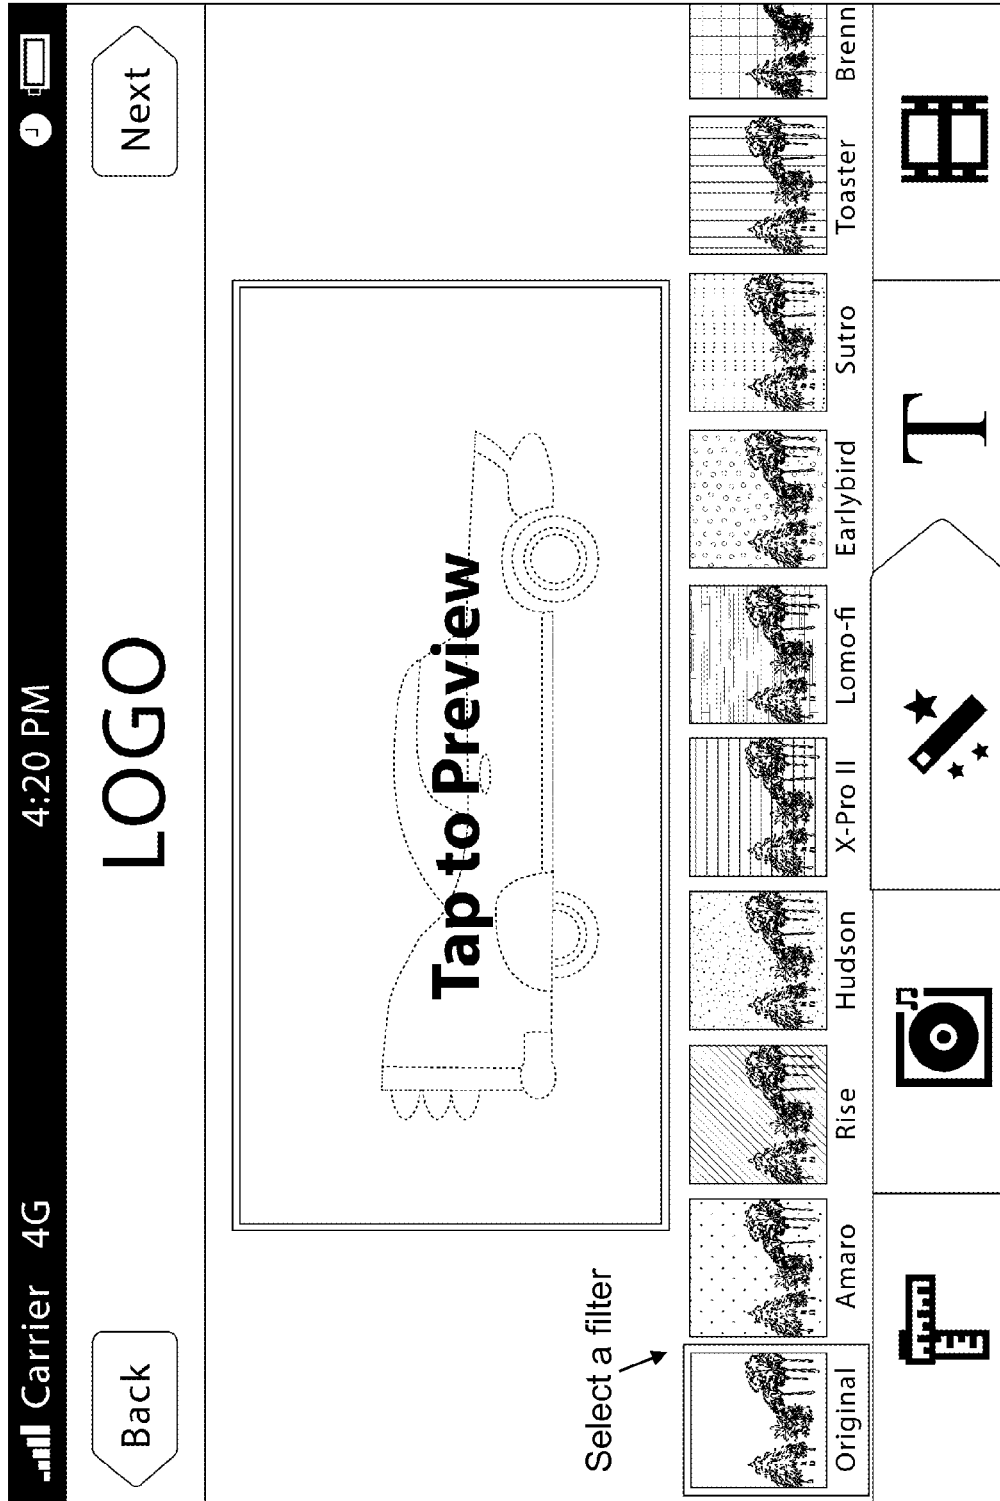 Carrier 4G
4:20 PM
Back
LOGO
Next
Tap to Preview
Select a filter
Original
Amaro
Rise
Hudson
X-Pro II
Lomo-fi
Earlybird
Sutro
Toaster
Brenn
T